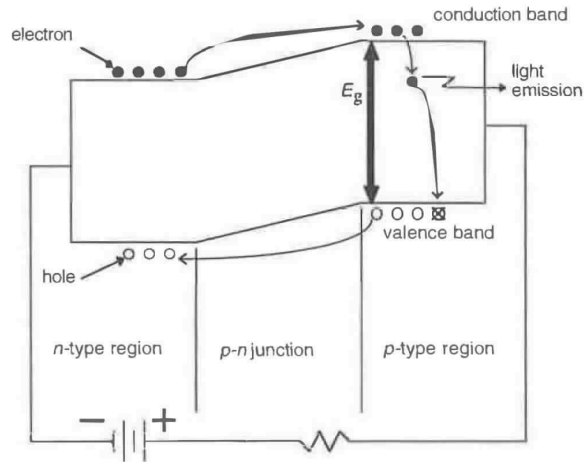 conduction band
electron
light
emission
Eg
valence band
hole
n-type region
p-n junction
p-type region
− +